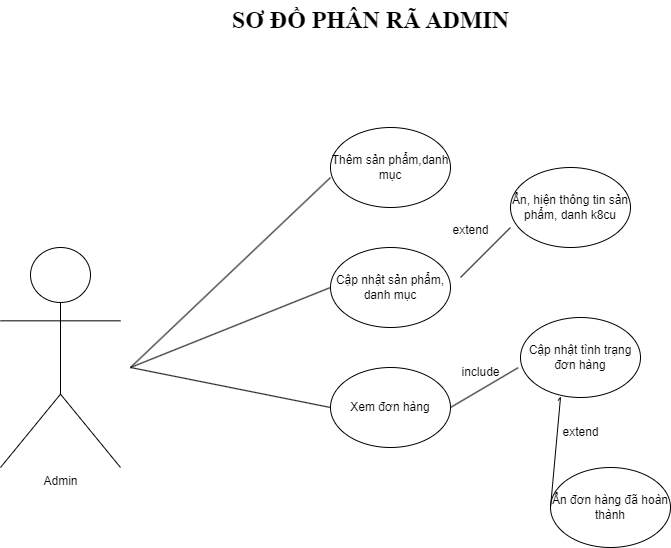 SƠ ĐỒ PHÂN RÃ ADMIN
Thêm sản phẩm,danh
mục
Ẩn, hiện thông tin sản
phẩm, danh k8cu
extend
Cập nhật sản phẩm,
danh mục
Cập nhật tình trạng
đơn hàng
include
Xem đơn hàng
extend
Admin
Ẩn đơn hàng đã hoàn
thành